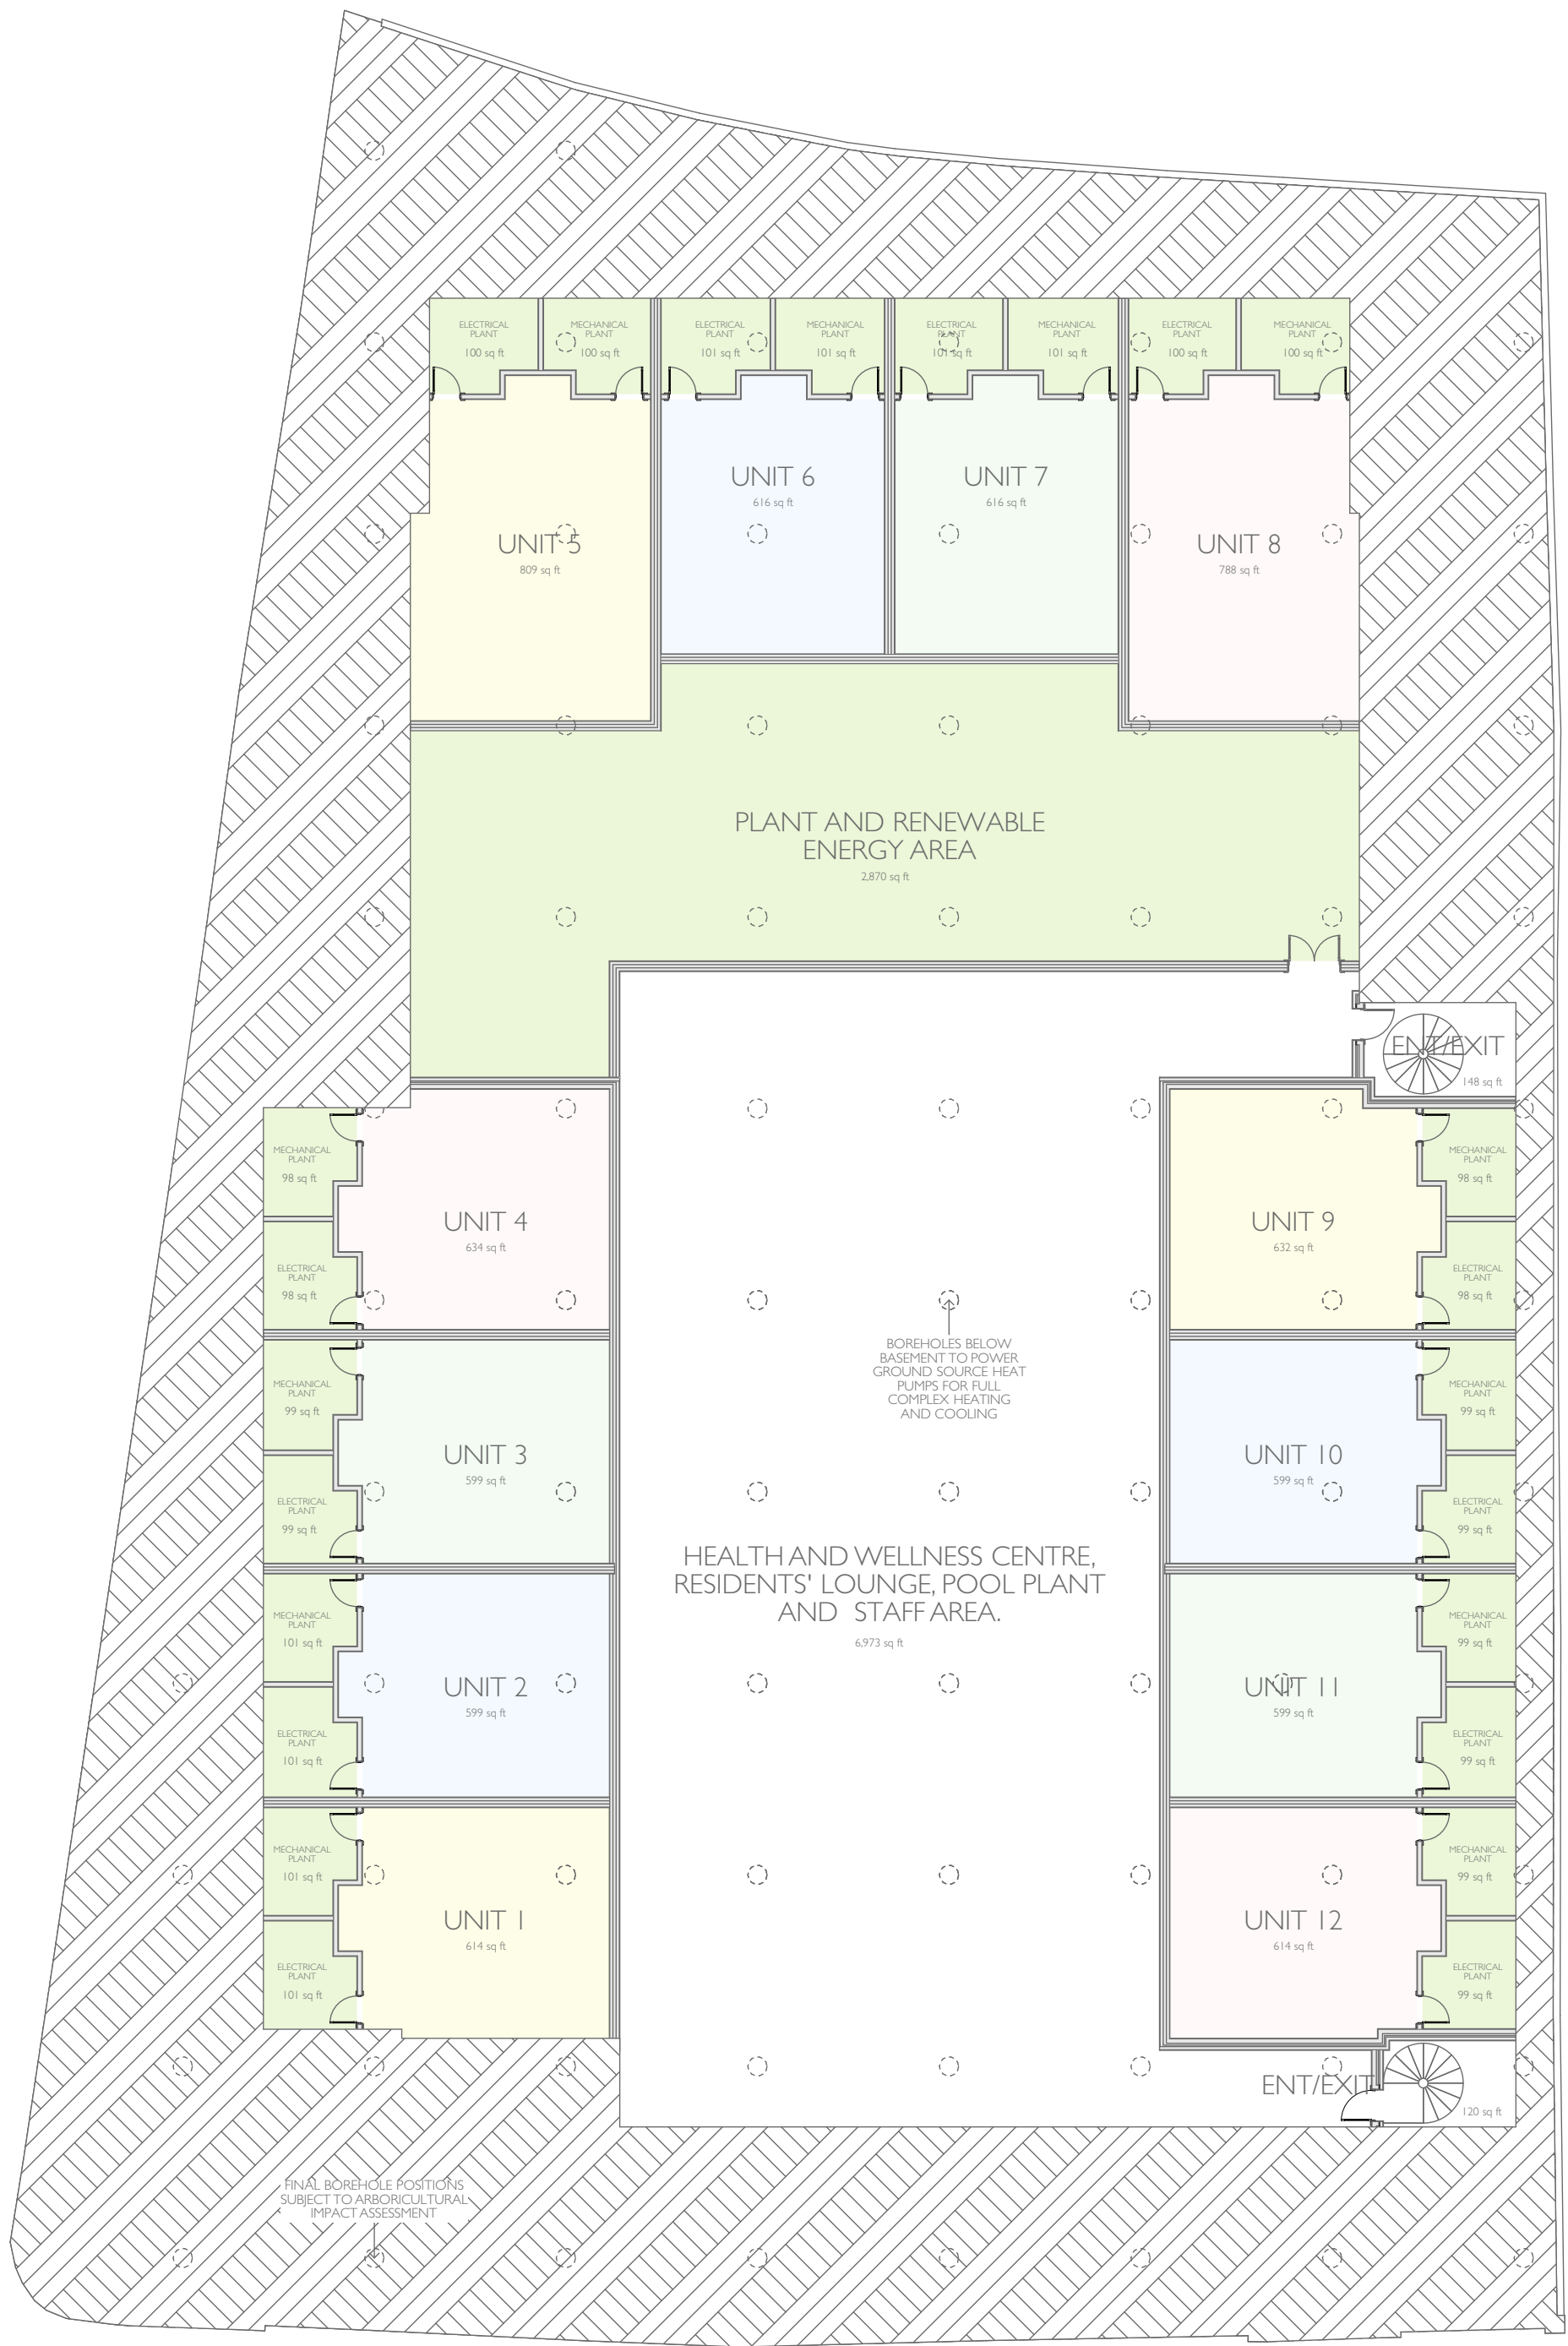 ELECTRICAL
PLANT
100 sq ft
MECHANICAL
PLANT
100 sq ft
ELECTRICAL
PLANT
101 sq ft
MECHANICAL
PLANT
101 sq ft
ELECTRICAL
PLANT
101 sq ft
MECHANICAL
PLANT
101 sq ft
ELECTRICAL
PLANT
100 sq ft
MECHANICAL
PLANT
100 sq ft
UNIT 5
809 sq ft
UNIT 6
616 sq ft
UNIT 7
616 sq ft
UNIT 8
788 sq ft
PLANT AND RENEWABLE
ENERGY AREA
2,870 sq ft
ENT/EXIT
148 sq ft
MECHANICAL
PLANT
98 sq ft
ELECTRICAL
PLANT
98 sq ft
UNIT 4
634 sq ft
UNIT 9
632 sq ft
MECHANICAL
PLANT
98 sq ft
ELECTRICAL
PLANT
98 sq ft
BOREHOLES BELOW
BASEMENT TO POWER
GROUND SOURCE HEAT
PUMPS FOR FULL
COMPLEX HEATING
AND COOLING
MECHANICAL
PLANT
99 sq ft
ELECTRICAL
PLANT
99 sq ft
UNIT 3
599 sq ft
UNIT 10
599 sq ft
MECHANICAL
PLANT
99 sq ft
ELECTRICAL
PLANT
99 sq ft
HEALTH AND WELLNESS CENTRE,
RESIDENTS' LOUNGE, POOL PLANT
AND STAFF AREA.
6,973 sq ft
MECHANICAL
PLANT
101 sq ft
ELECTRICAL
PLANT
101 sq ft
UNIT 2
599 sq ft
UNIT 11
599 sq ft
MECHANICAL
PLANT
99 sq ft
ELECTRICAL
PLANT
99 sq ft
MECHANICAL
PLANT
101 sq ft
ELECTRICAL
PLANT
101 sq ft
UNIT 1
614 sq ft
UNIT 12
614 sq ft
MECHANICAL
PLANT
99 sq ft
ELECTRICAL
PLANT
99 sq ft
ENT/EXIT
120 sq ft
FINAL BOREHOLE POSITIONS
SUBJECT TO ARBORICULTURAL
IMPACT ASSESSMENT